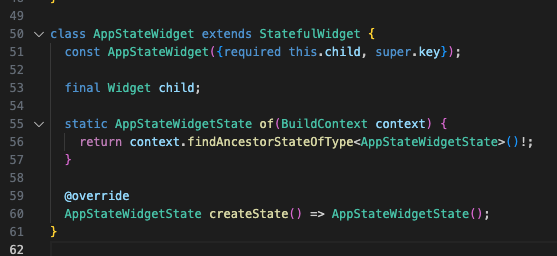 49
50 class AppStateWidget extends StatefulWidget {
51 const AppStateWidget({required this.child, super.key});
52
53 final Widget child;
54
55 static AppStateWidgetState of(BuildContext context) {
56 return context.findAncestorStateOfType<AppStateWidgetState>()!;
57 }
58
59 @override
60 AppStateWidgetState createState() => AppStateWidgetState();
61 }
62